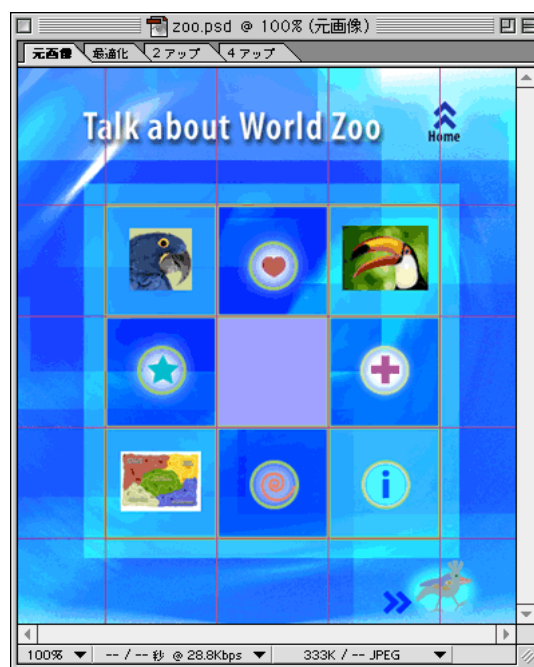 zoo.psd @ 100% (元画像)
元画像 最適化 2 アップ 4 アップ
Talk about World Zoo
Home
i
100% -- / -- 秒 @ 28.8Kbps 333K / -- JPEG